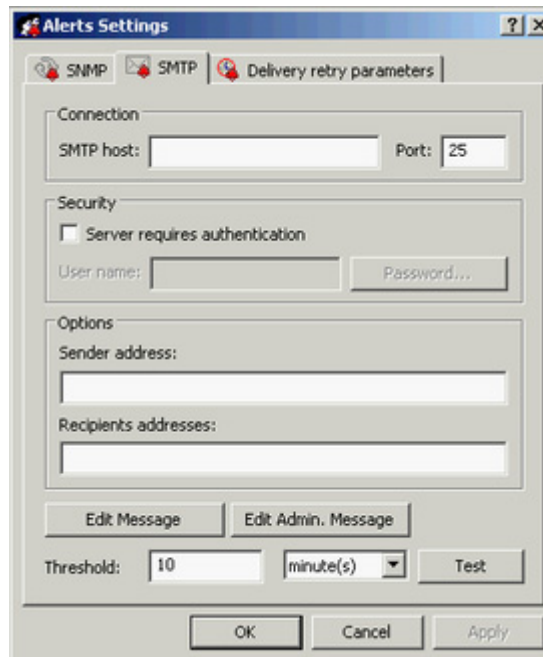 Alerts Settings
SNMP SMTP Delivery retry parameters
Connection
SMTP host: Port: 25
Security
Server requires authentication
User name: Password...
Options
Sender address:
Recipients addresses:
Edit Message Edit Admin. Message
Threshold: 10 minute(s) Test
OK Cancel Apply